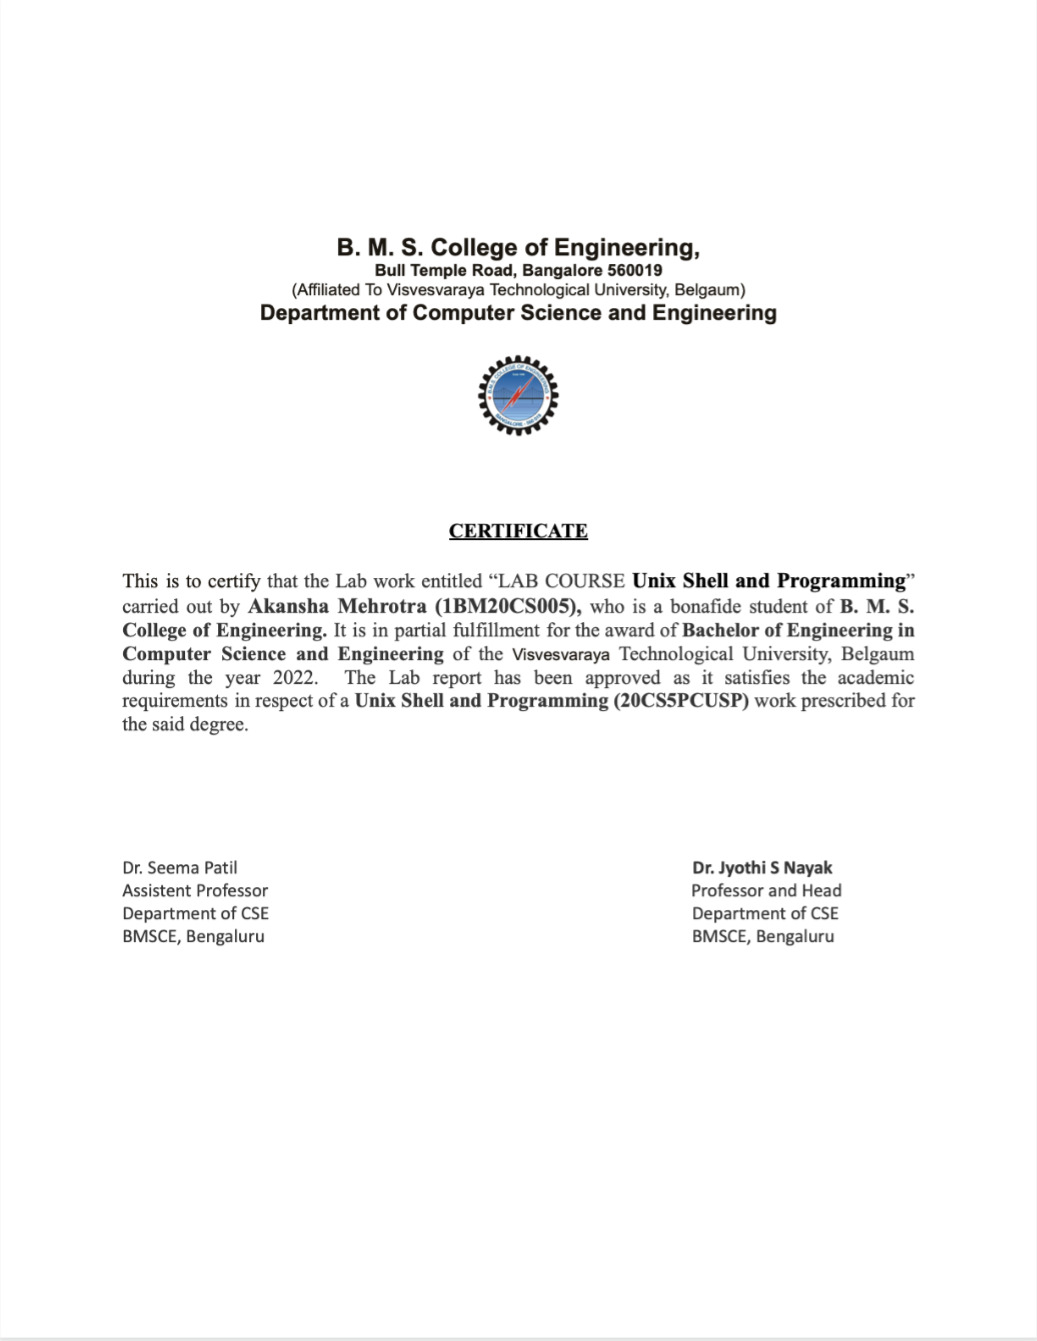 B. M. S. College of Engineering,
Bull Temple Road, Bangalore 560019
(Affiliated To Visvesvaraya Technological University, Belgaum)
Department of Computer Science and Engineering
B.M.S. COLLEGE OF ENGINEERING
CERTIFICATE
This is to certify that the Lab work entitled “LAB COURSE Unix Shell and Programming”
carried out by Akansha Mehrotra (1BM20CS005), who is a bonafide student of B. M. S.
College of Engineering. It is in partial fulfillment for the award of Bachelor of Engineering in
Computer Science and Engineering of the Visvesvaraya Technological University, Belgaum
during the year 2022. The Lab report has been approved as it satisfies the academic
requirements in respect of a Unix Shell and Programming (20CS5PCUSP) work prescribed for
the said degree.
Dr. Seema Patil
Assistent Professor
Department of CSE
BMSCE, Bengaluru
Dr. Jyothi S Nayak
Professor and Head
Department of CSE
BMSCE, Bengaluru